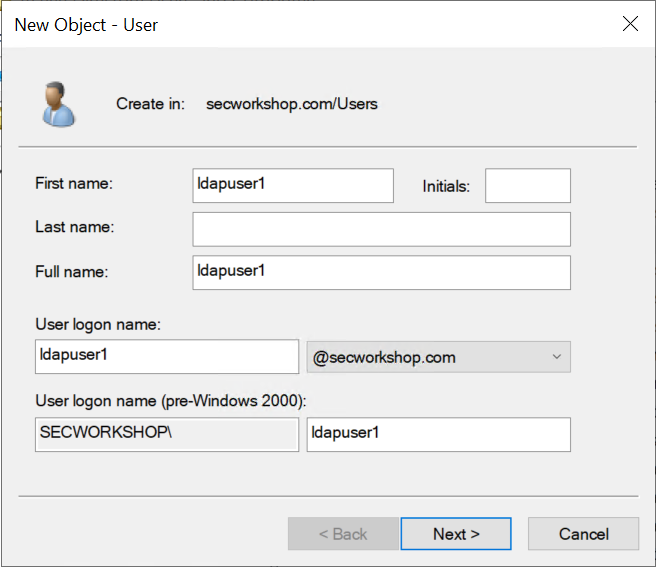 New Object - User
Create in: secworkshop.com/Users
First name: ldapuser1 Initials:
Last name:
Full name: ldapuser1
User logon name:
ldapuser1 @secworkshop.com
User logon name (pre-Windows 2000):
SECWORKSHOP\ ldapuser1
< Back Next > Cancel